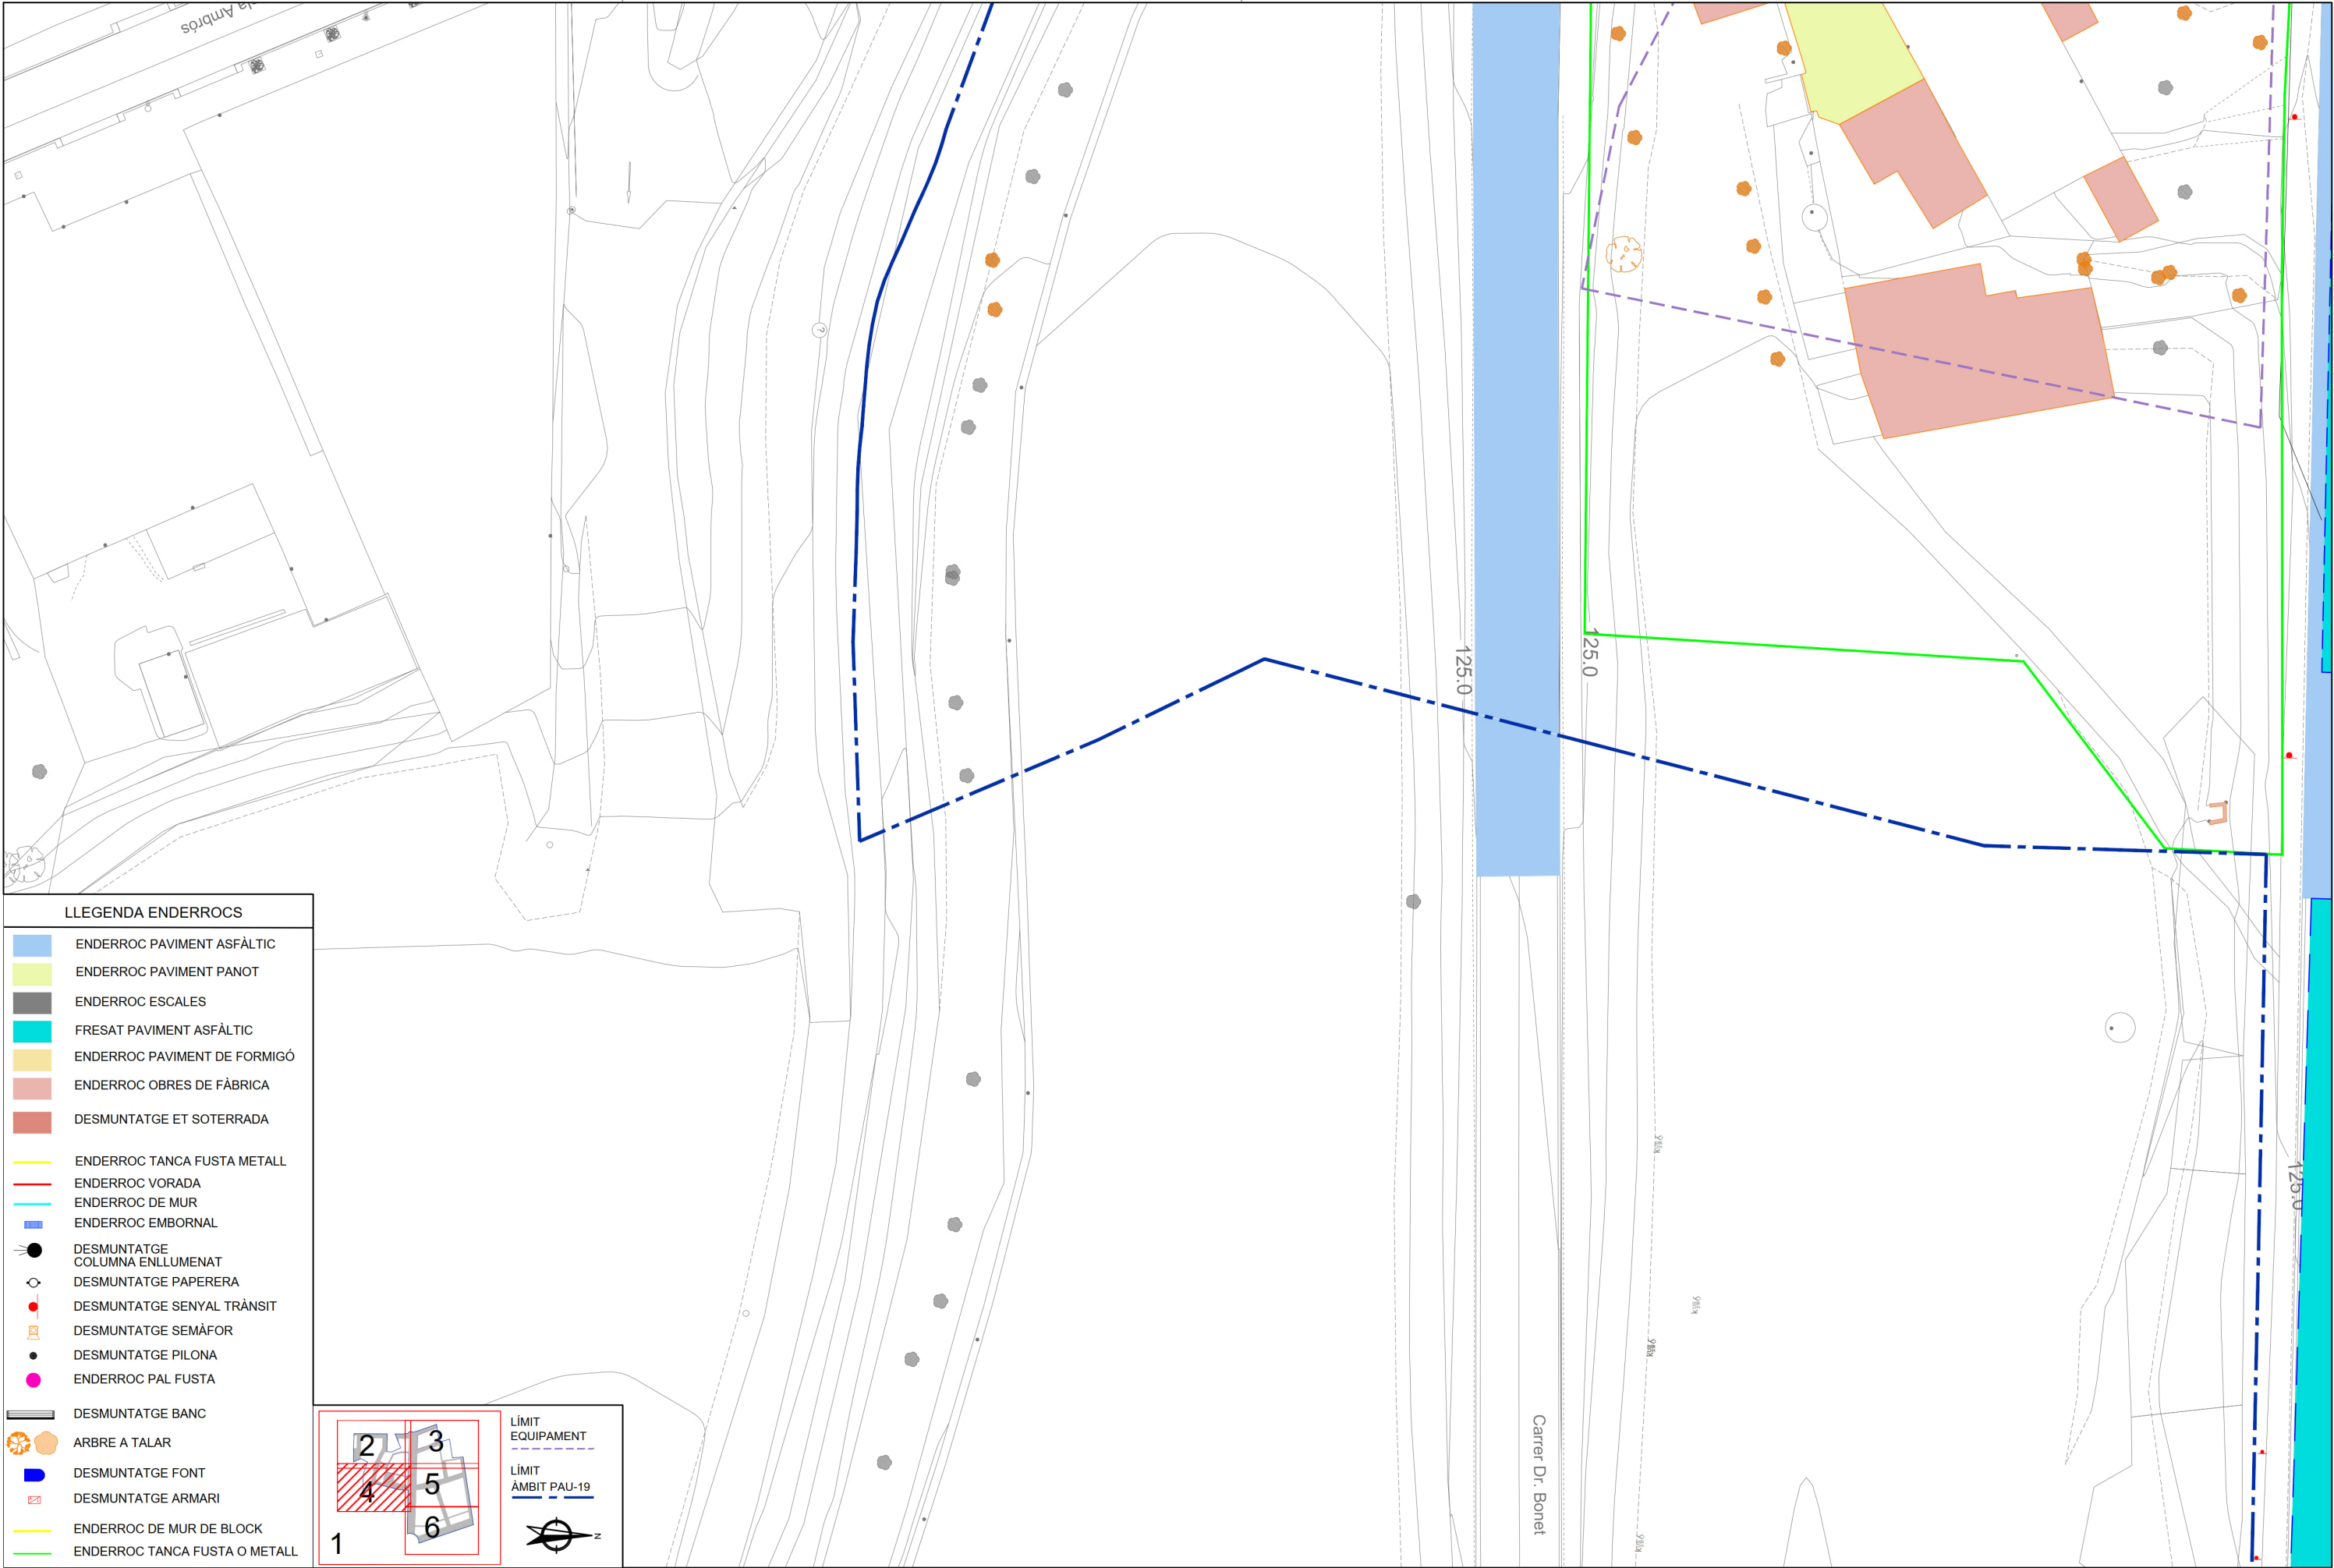 la Ambrós
125.0
125.0
125.0
Carrer Dr. Bonet
LLEGENDA ENDERROCS
ENDERROC PAVIMENT ASFÀLTIC
ENDERROC PAVIMENT PANOT
ENDERROC ESCALES
FRESAT PAVIMENT ASFÀLTIC
ENDERROC PAVIMENT DE FORMIGÓ
ENDERROC OBRES DE FÀBRICA
DESMUNTATGE ET SOTERRADA
ENDERROC TANCA FUSTA METALL
ENDERROC VORADA
ENDERROC DE MUR
ENDERROC EMBORNAL
DESMUNTATGE
COLUMNA ENLLUMENAT
DESMUNTATGE PAPERERA
DESMUNTATGE SENYAL TRÀNSIT
DESMUNTATGE SEMÀFOR
DESMUNTATGE PILONA
ENDERROC PAL FUSTA
DESMUNTATGE BANC
ARBRE A TALAR
DESMUNTATGE FONT
DESMUNTATGE ARMARI
ENDERROC DE MUR DE BLOCK
ENDERROC TANCA FUSTA O METALL
2
3
4
5
6
1
LÍMIT
EQUIPAMENT
LÍMIT
ÀMBIT PAU-19
N